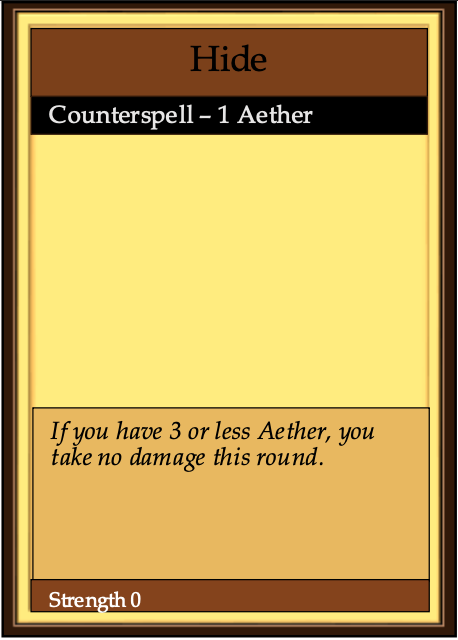 Hide
Counterspell – 1 Aether
If you have 3 or less Aether, you
take no damage this round.
Strength 0